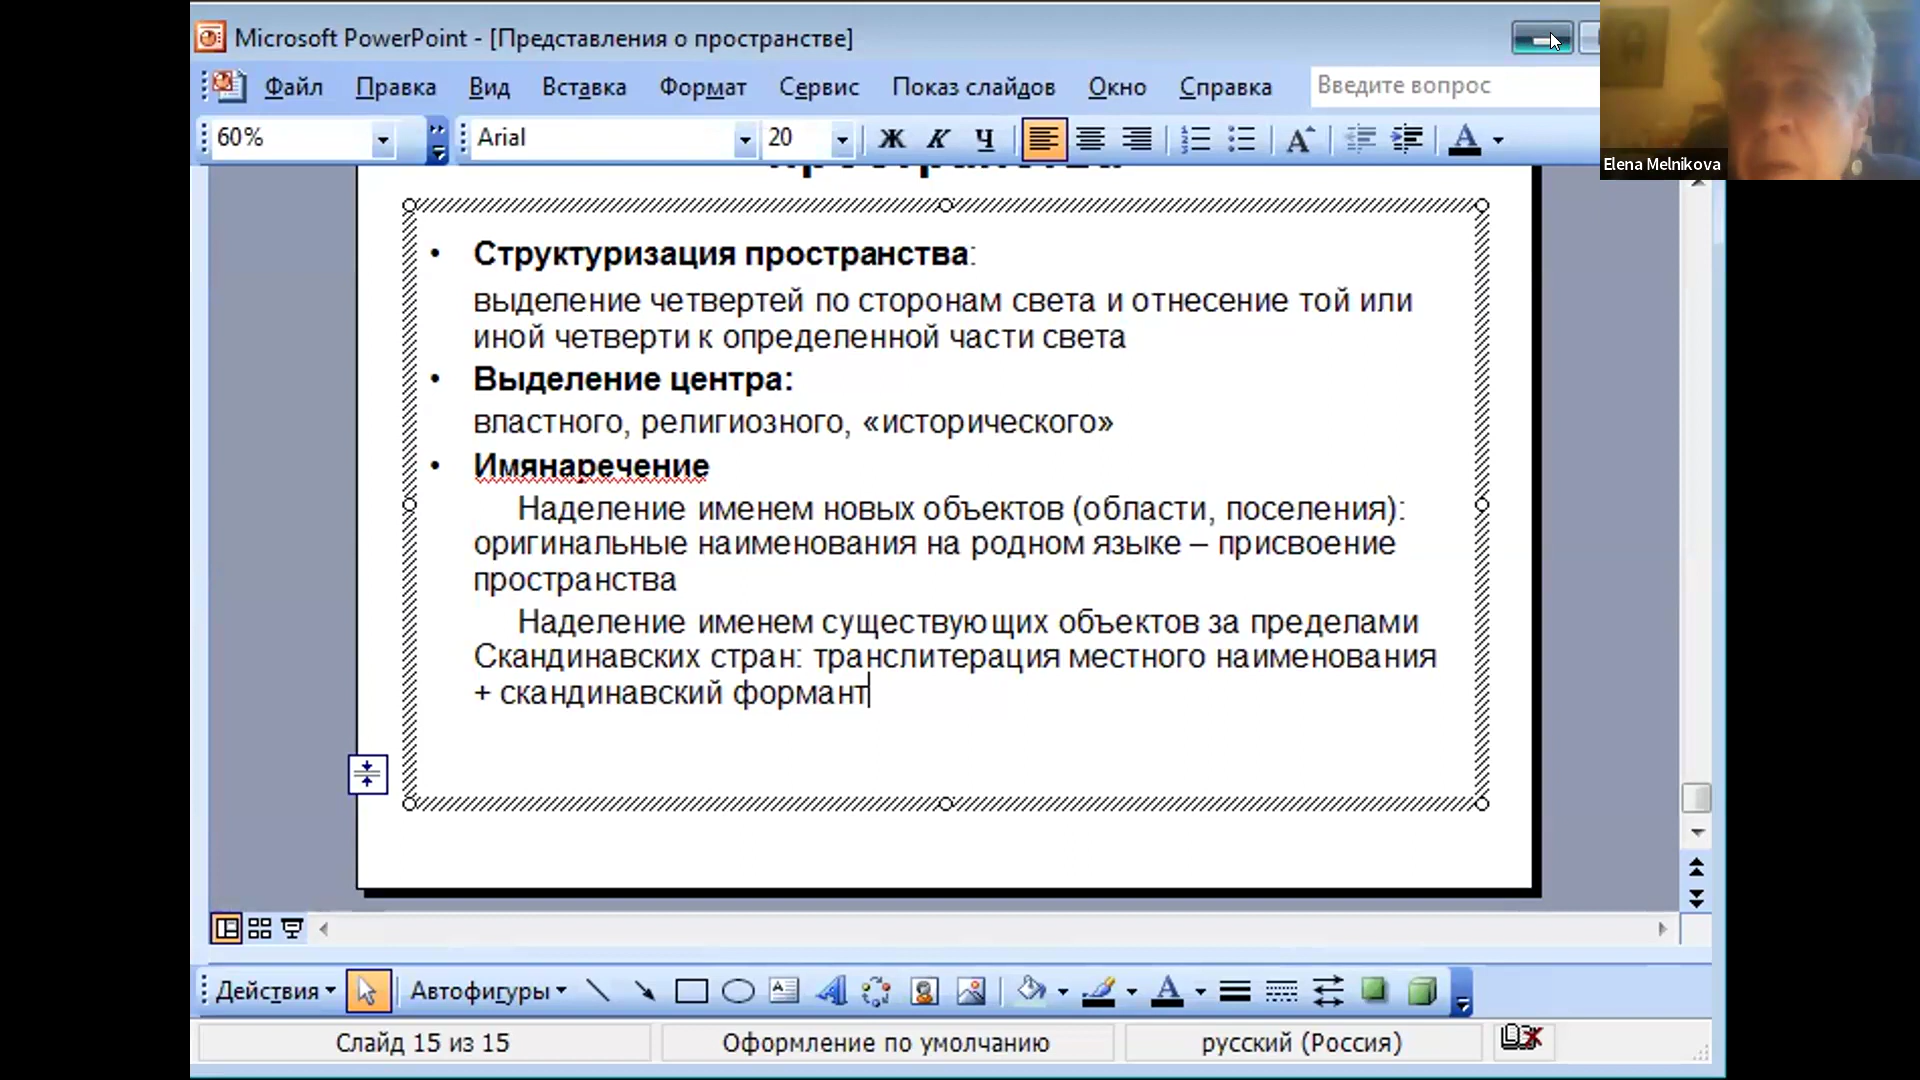 Microsoft PowerPoint - [Представления о пространстве]
Файл Правка Вид Вставка Формат Сервис Показ слайдов Окно Справка Введите вопрос
60% Arial 20 Ж К Ч
Elena Melnikova
• Структуризация пространства:
выделение четвертей по сторонам света и отнесение той или
иной четверти к определенной части света
• Выделение центра:
властного, религиозного, «исторического»
• Имянаречение
Наделение именем новых объектов (области, поселения):
оригинальные наименования на родном языке – присвоение
пространства
Наделение именем существующих объектов за пределами
Скандинавских стран: транслитерация местного наименования
+ скандинавский формант
Действия Автофигуры
Слайд 15 из 15 Оформление по умолчанию русский (Россия)